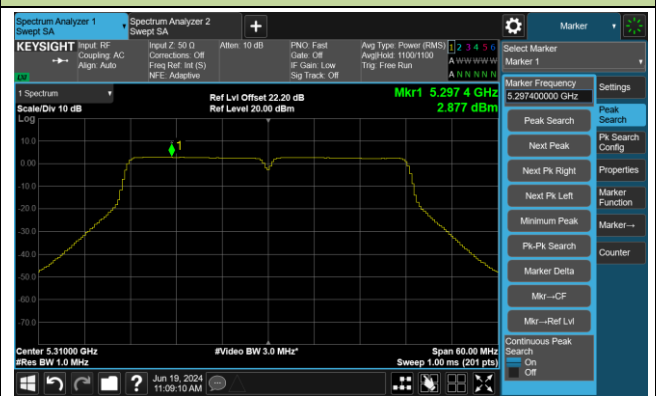 Spectrum Analyzer 1
Swept SA
Spectrum Analyzer 2
Swept SA
+
Marker
KEYSIGHT
Input: RF
Coupling: AC
Align: Auto
Input Z: 50 Ω
Corrections: Off
Freq Ref: Int (S)
NFE: Adaptive
Atten: 10 dB
PNO: Fast
Gate: Off
IF Gain: Low
Sig Track: Off
Avg Type: Power (RMS)
Avg|Hold: 1100/1100
Trig: Free Run
1 2 3 4 5 6
A W W W W W
A N N N N N
Select Marker
Marker 1
LXI
1 Spectrum
Scale/Div 10 dB
Log
Ref Lvl Offset 22.20 dB
Ref Level 20.00 dBm
Mkr1 5.297 4 GHz
2.877 dBm
10.0
0.00
-10.0
-20.0
-30.0
-40.0
-50.0
-60.0
-70.0
1
Center 5.31000 GHz
#Res BW 1.0 MHz
#Video BW 3.0 MHz*
Span 60.00 MHz
Sweep 1.00 ms (201 pts)
Marker Frequency
5.297400000 GHz
Peak Search
Next Peak
Next Pk Right
Next Pk Left
Minimum Peak
Pk-Pk Search
Marker Delta
Mkr→CF
Mkr→Ref Lvl
Continuous Peak
Search
On
Off
Settings
Peak
Search
Pk Search
Config
Properties
Marker
Function
Marker→
Counter
?
Jun 19, 2024
11:09:10 AM